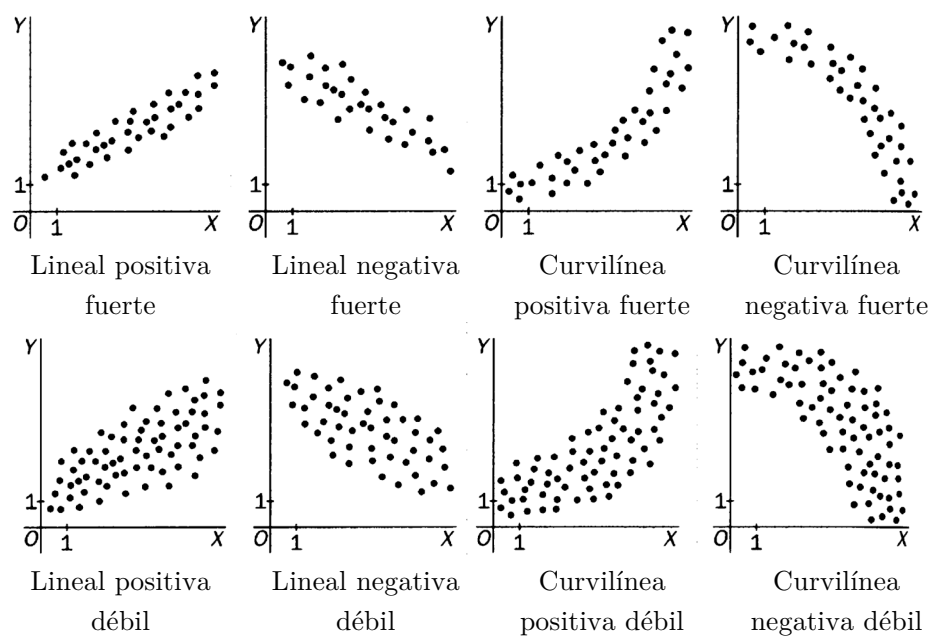 Y Y Y Y
1 1 1 1
O 1 X O 1 X O 1 X O 1 X
Lineal positiva Lineal negativa Curvilínea Curvilínea
fuerte fuerte positiva fuerte negativa fuerte
Y Y Y Y
1 1 1 1
O 1 X O 1 X O 1 X O 1 X
Lineal positiva Lineal negativa Curvilínea Curvilínea
débil débil positiva débil negativa débil